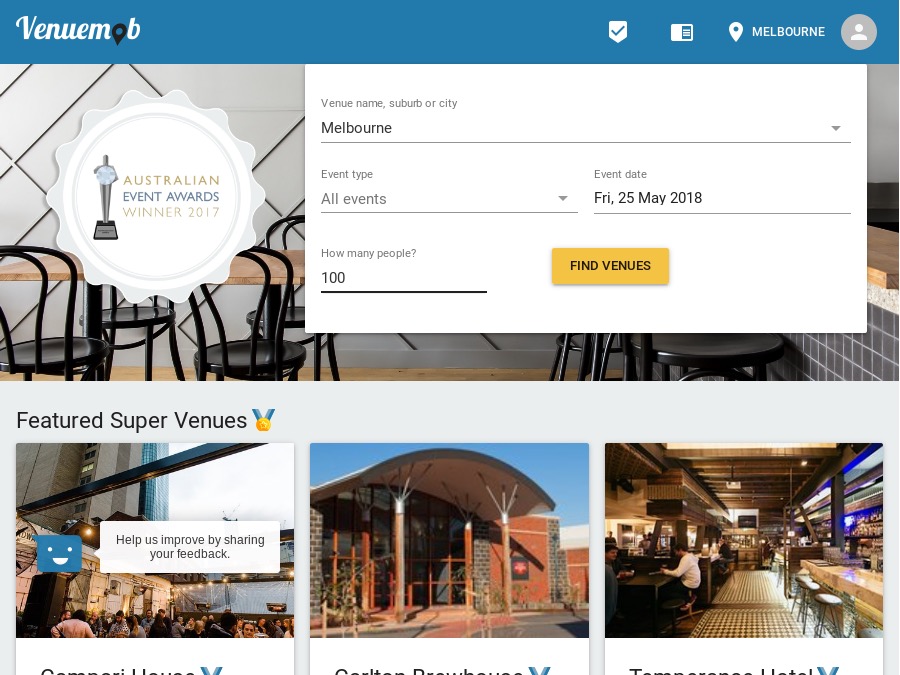 Venuemob
MELBOURNE
AUSTRALIAN
EVENT AWARDS
WINNER 2017
Venue name, suburb or city
Melbourne
Event type
All events
Event date
Fri, 25 May 2018
How many people?
100
FIND VENUES
Featured Super Venues
Help us improve by sharing
your feedback.
Campari House
Carlton Brewhouse
Temperance Hotel